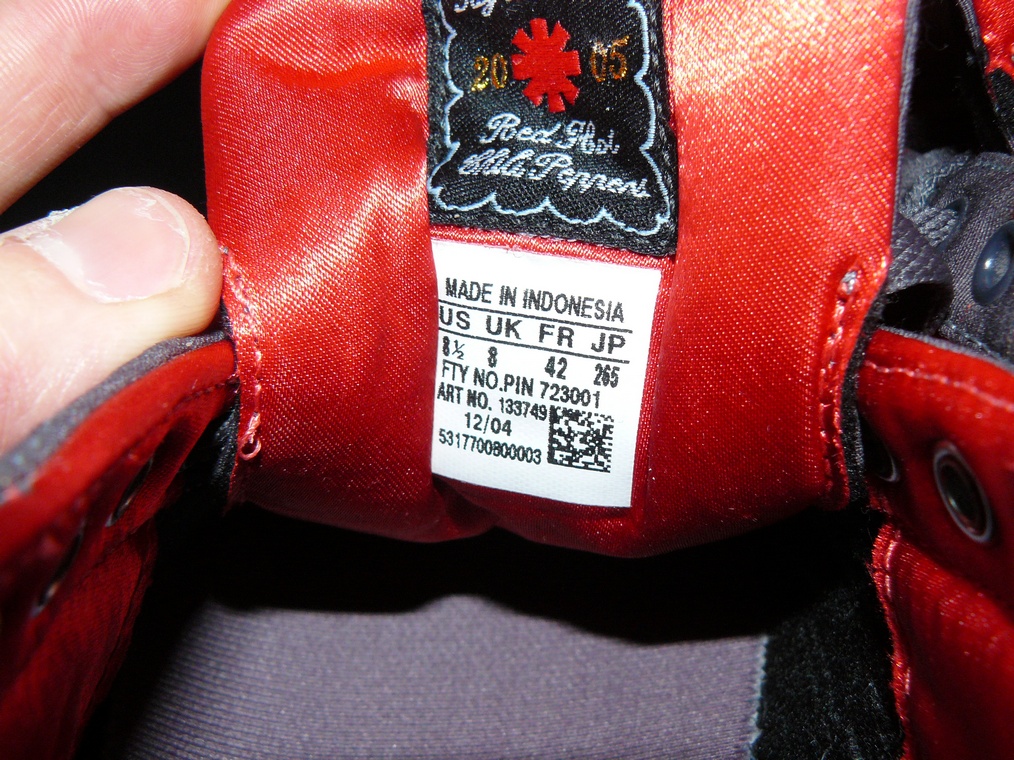 20 05
Red Hot
Chili Peppers
MADE IN INDONESIA
US UK FR JP
8½ 8 42 265
FTY NO.PIN 723001
ART NO. 133749
12/04
5317700800003